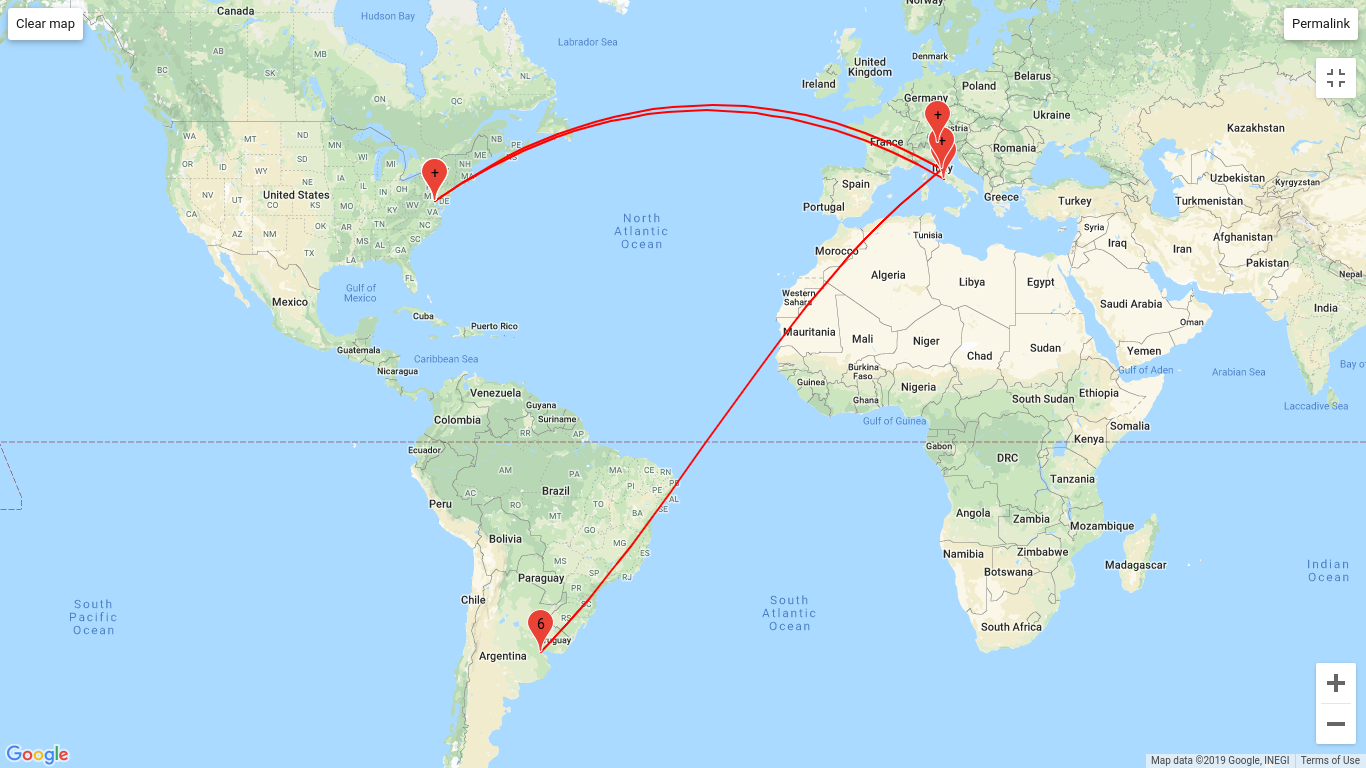 Clear map
Permalink
Canada
Hudson Bay
Norway
AB
MB
BC
SK
Labrador Sea
NL
ON
QC
United
Kingdom
Ireland
Denmark
Belarus
Poland
Germany
Ukraine
Kazakhstan
France
Romania
WA
MT
ND
MN
NB
PE
NS
OR
ID
SD
WI
MI
NH
MA
WY
IA
NE
NV
UT
IL
IN
OH
United States
CO
KS
MO
KY
WV
VA
DE
CA
AZ
NM
OK
AR
TN
NC
SC
MS
AL
GA
TX
LA
FL
Spain
Portugal
Greece
Turkey
Uzbekistan
Kyrgyzstan
Turkmenistan
North
Atlantic
Ocean
Tunisia
Syria
Iraq
Iran
Afghanistan
Morocco
Pakistan
Nepal
Algeria
Libya
Egypt
Gulf of
Mexico
Mexico
Western
Sahara
Saudi Arabia
India
Oman
Cuba
Puerto Rico
Mauritania
Mali
Niger
Chad
Sudan
Yemen
Guatemala
Caribbean Sea
Nicaragua
Burkina
Faso
Guinea
Ghana
Nigeria
Gulf of Aden
Arabian Sea
Bay o
South Sudan
Ethiopia
Laccadive Sea
Venezuela
Guyana
Suriname
Colombia
RR
AP
Gulf of Guinea
Somalia
Ecuador
Gabon
Kenya
DRC
AM
PA
MA
CE
RN
PB
PI
PE
AL
SE
Tanzania
Brazil
AC
RO
TO
BA
Peru
MT
GO
Angola
Zambia
Mozambique
Bolivia
MG
ES
Namibia
Zimbabwe
Botswana
Madagascar
Indian
Ocean
MS
SP
RJ
Paraguay
PR
SC
Chile
RS
South
Pacific
Ocean
South
Atlantic
Ocean
6
South Africa
Argentina
Google
Map data ©2019 Google, INEGI
Terms of Use